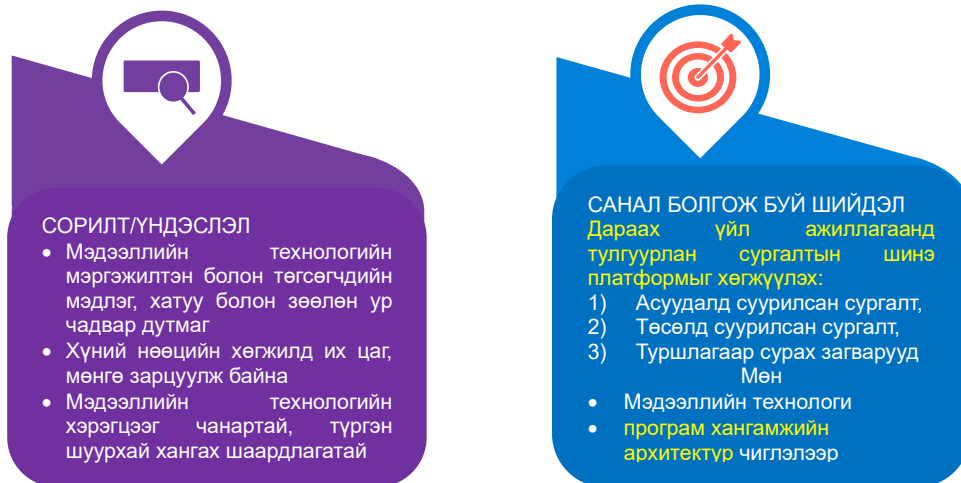 СОРИЛТ/ҮНДЭСЛЭЛ
• Мэдээллийн технологийн
мэргэжилтэн болон төгсөгчдийн
мэдлэг, хатуу болон зөөлөн ур
чадвар дутмаг
• Хүний нөөцийн хөгжилд их цаг,
мөнгө зарцуулж байна
• Мэдээллийн технологийн
хэрэгцээг чанартай, түргэн
шуурхай хангах шаардлагатай
САНАЛ БОЛГОЖ БУЙ ШИЙДЭЛ
Дараах үйл ажиллагаанд
тулгуурлан сургалтын шинэ
платформыг хөгжүүлэх:
1) Асуудалд суурилсан сургалт,
2) Төсөлд суурилсан сургалт,
3) Туршлагаар сурах загварууд
Мөн
• Мэдээллийн технологи
• програм хангамжийн
архитектур чиглэлээр